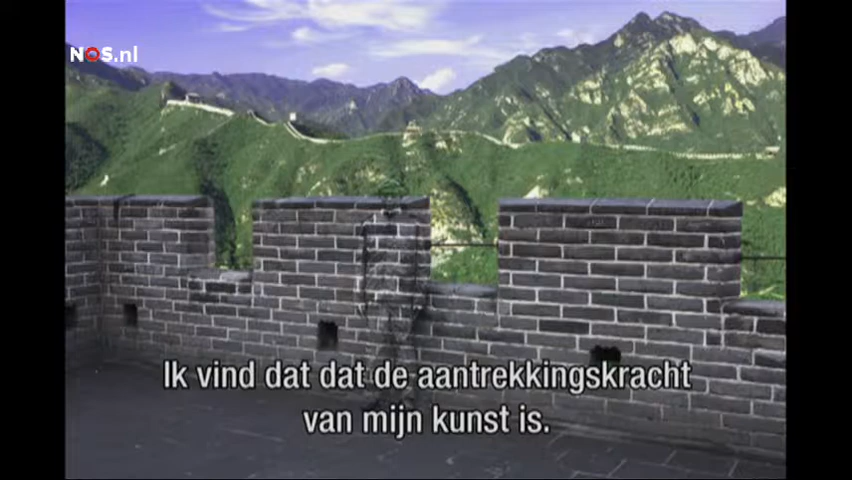 NOS.nl
Ik vind dat dat de aantrekkingskracht
van mijn kunst is.